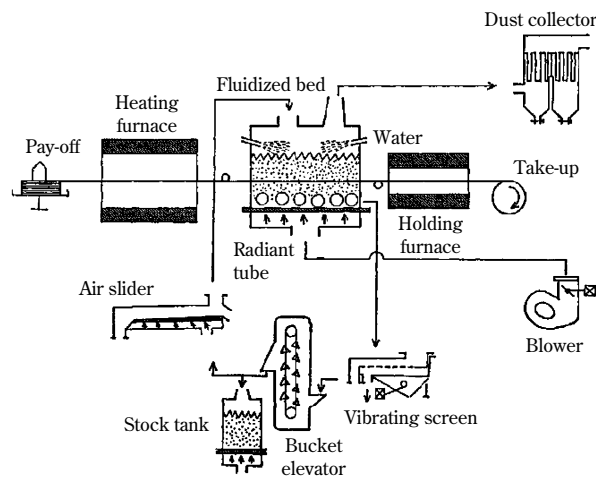 Dust collector
Fluidized bed
Heating
furnace
Pay-off
Water
Take-up
Radiant
tube
Holding
furnace
Air slider
Blower
Stock tank
Bucket
elevator
Vibrating screen